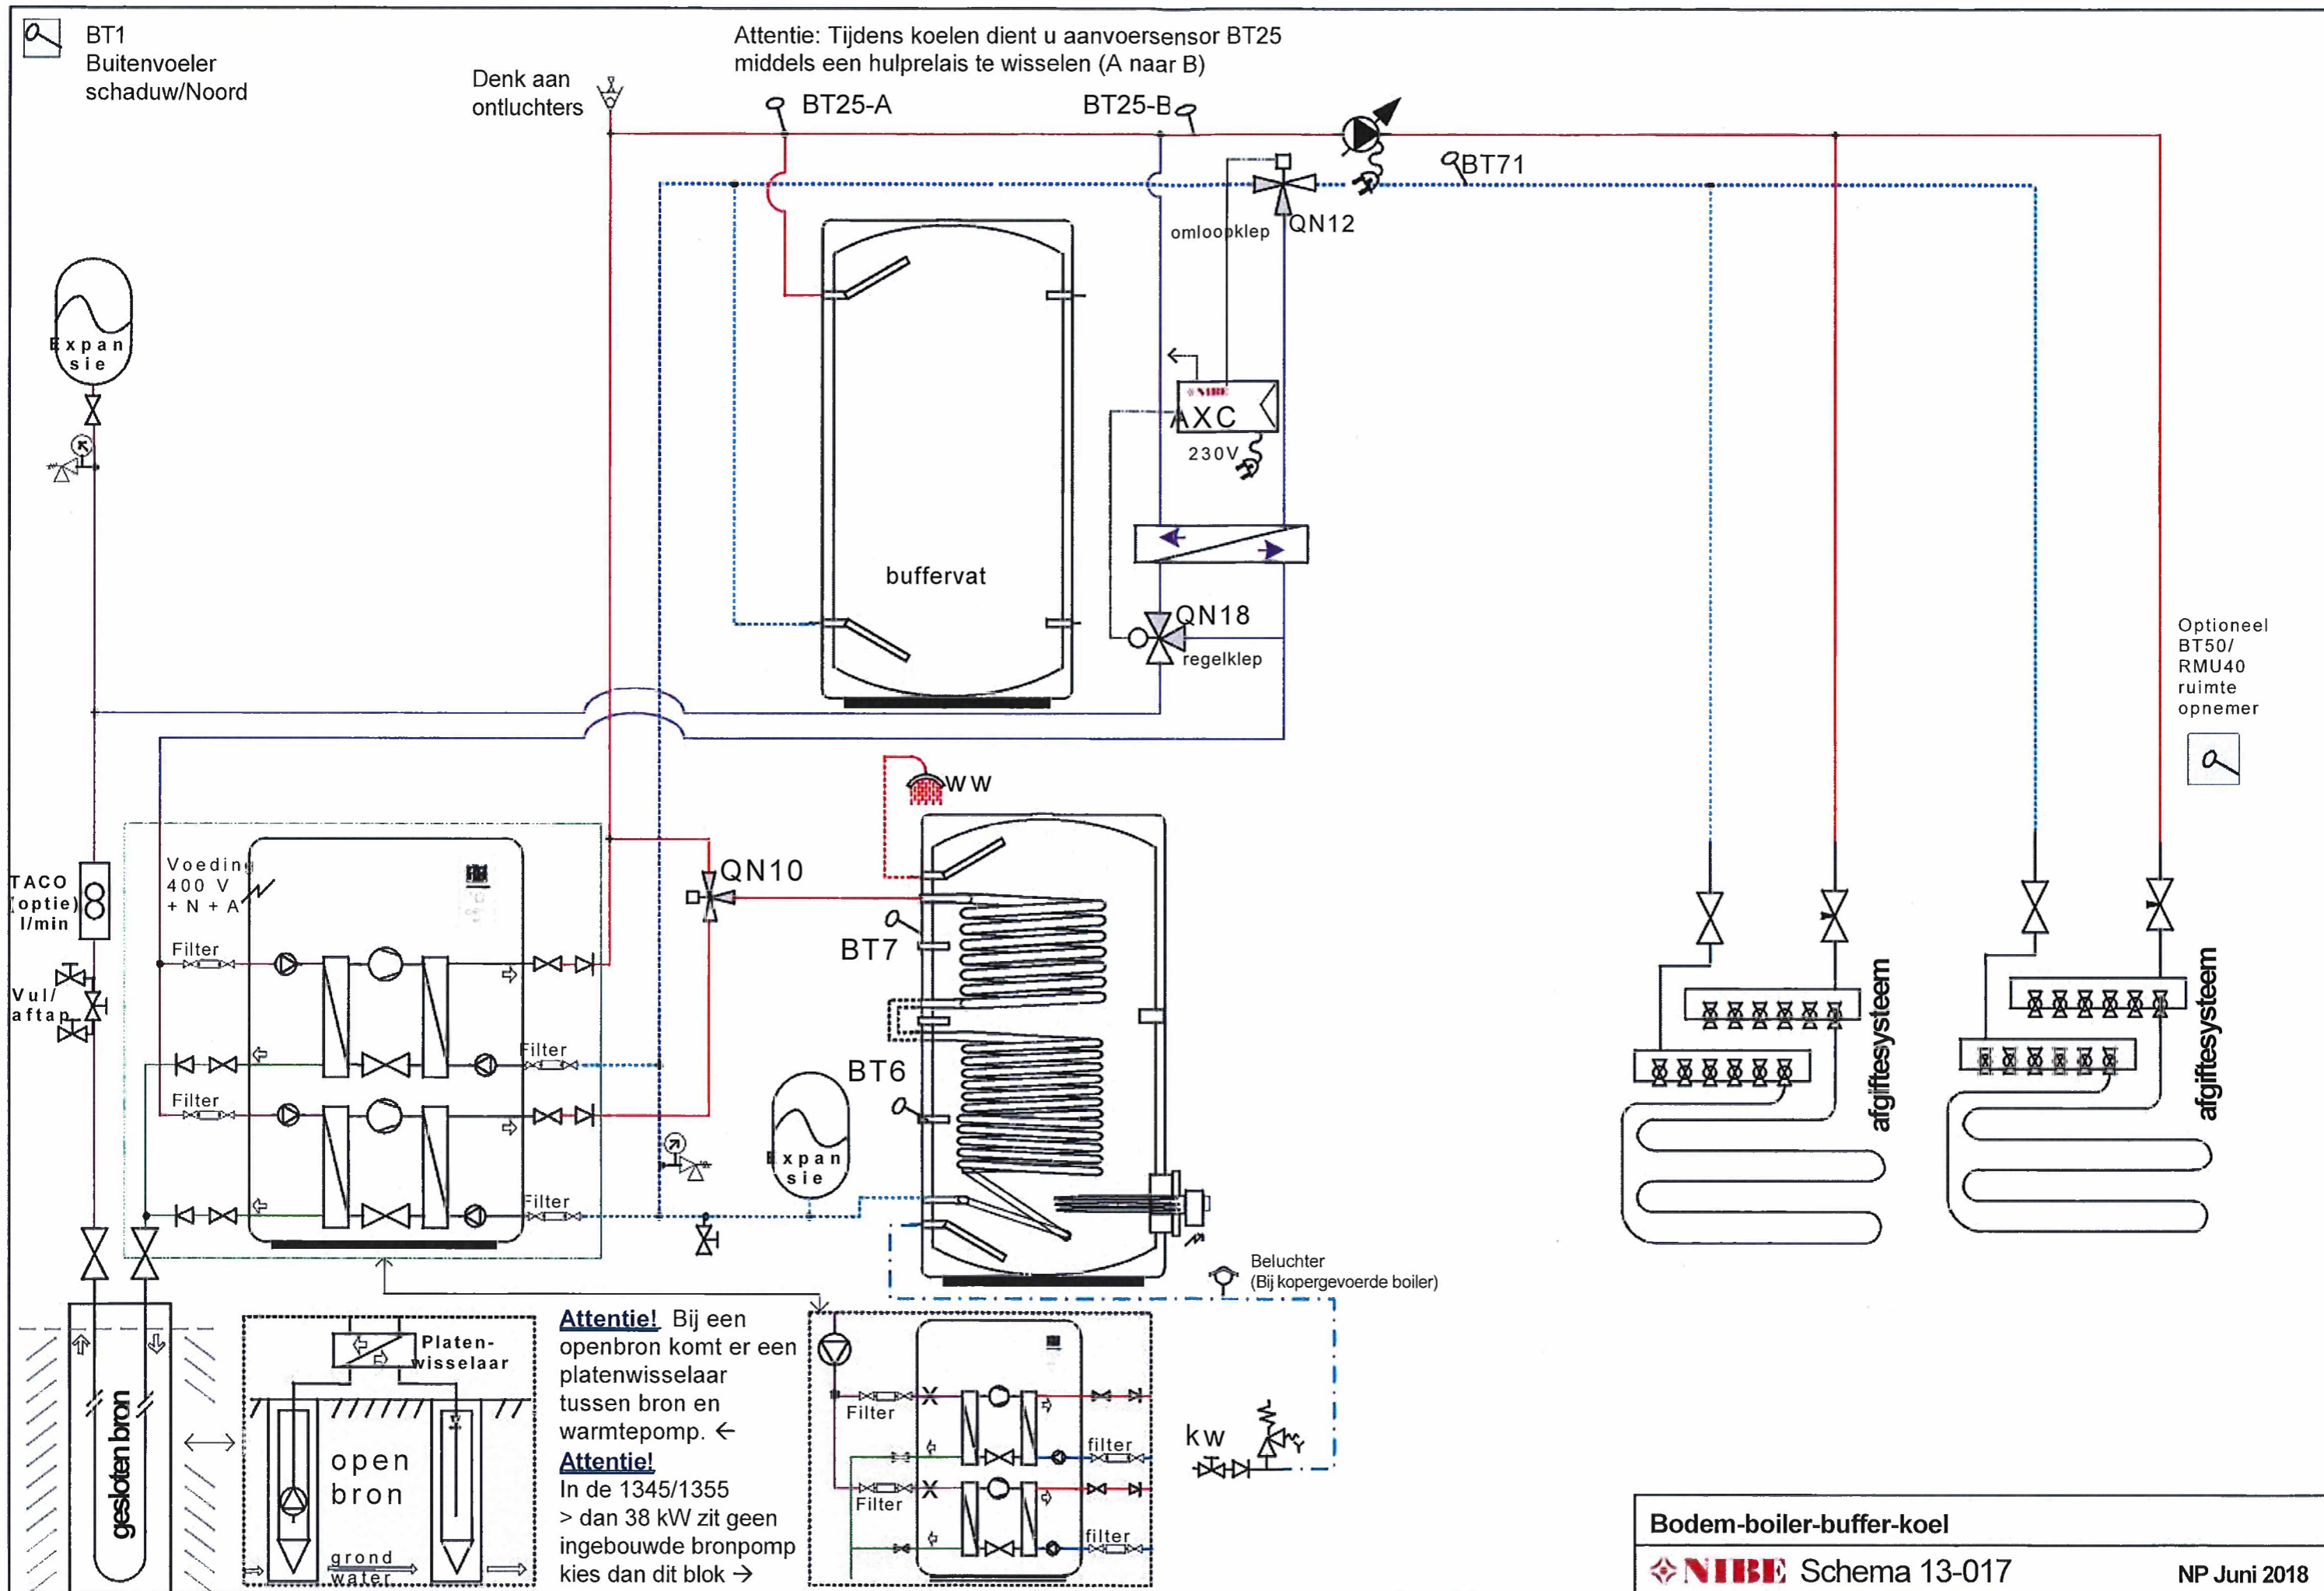 BT1
Buitenvoeler
schaduw/Noord
Denk aan
ontluchters
Attentie: Tijdens koelen dient u aanvoersensor BT25
middels een hulprelais te wisselen (A naar B)
BT25-A
BT25-B
BT71
QN12
omloopklep
Expan
sie
NIBE
AXC
230V
buffervat
QN18
regelklep
Optioneel
BT50/
RMU40
ruimte
opnemer
ww
QN10
Voeding
400 V
+ N + A
TACO
(optie)
l/min
Filter
BT7
Vul/
aftap
Filter
Filter
BT6
Expan
sie
Filter
afgiftesysteem
afgiftesysteem
Beluchter
(Bij kopergevoerde boiler)
gesloten bron
Platen-
wisselaar
open
bron
grond
water
Attentie! Bij een
openbron komt er een
platenwisselaar
tussen bron en
warmtepomp. ←
Attentie!
In de 1345/1355
> dan 38 kW zit geen
ingebouwde bronpomp
kies dan dit blok →
Filter
filter
Filter
filter
kw
Bodem-boiler-buffer-koel
NIBE Schema 13-017
NP Juni 2018